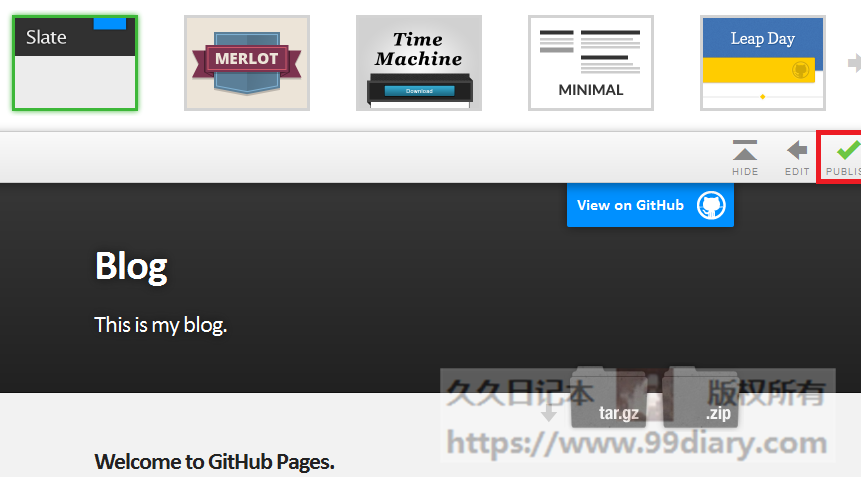 Slate
MERLOT
Time
Machine
Download
MINIMAL
Leap Day
HIDE
EDIT
PUBLIS
View on GitHub
Blog
This is my blog.
久久日记本 版权所有
tar.gz
.zip
https://www.99diary.com
Welcome to GitHub Pages.